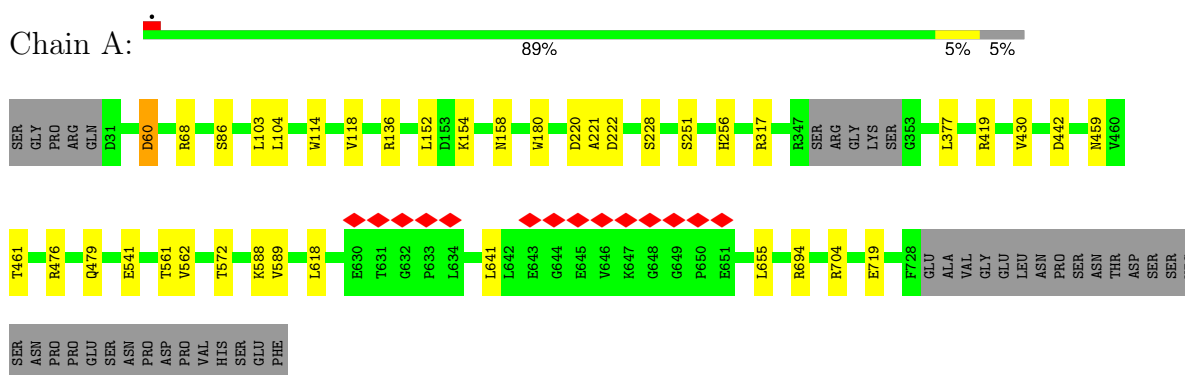 Chain A:
89% 5% 5%
SER GLY PRO ARG GLN D31 D60 R68 S86 L103 L104 W114 V118 R136 L152 D153 K154 N158 W180 D220 A221 D222 S228 S251 H256 R317 R347 SER ARG GLY LYS SER G353 L377 R419 V430 D442 N459 V460
T461 R476 Q479 E541 T561 V562 T572 K588 V589 L618 E630 T631 G632 P633 L634 L641 L642 E643 G644 E645 V646 K647 G648 G649 P650 E651 L655 R694 R704 E719 F728 GLU ALA VAL GLY GLU LEU ASN PRO SER ASN THR ASP SER SER
SER ASN PRO PRO GLU SER ASN PRO ASP PRO VAL HIS SER GLU PHE